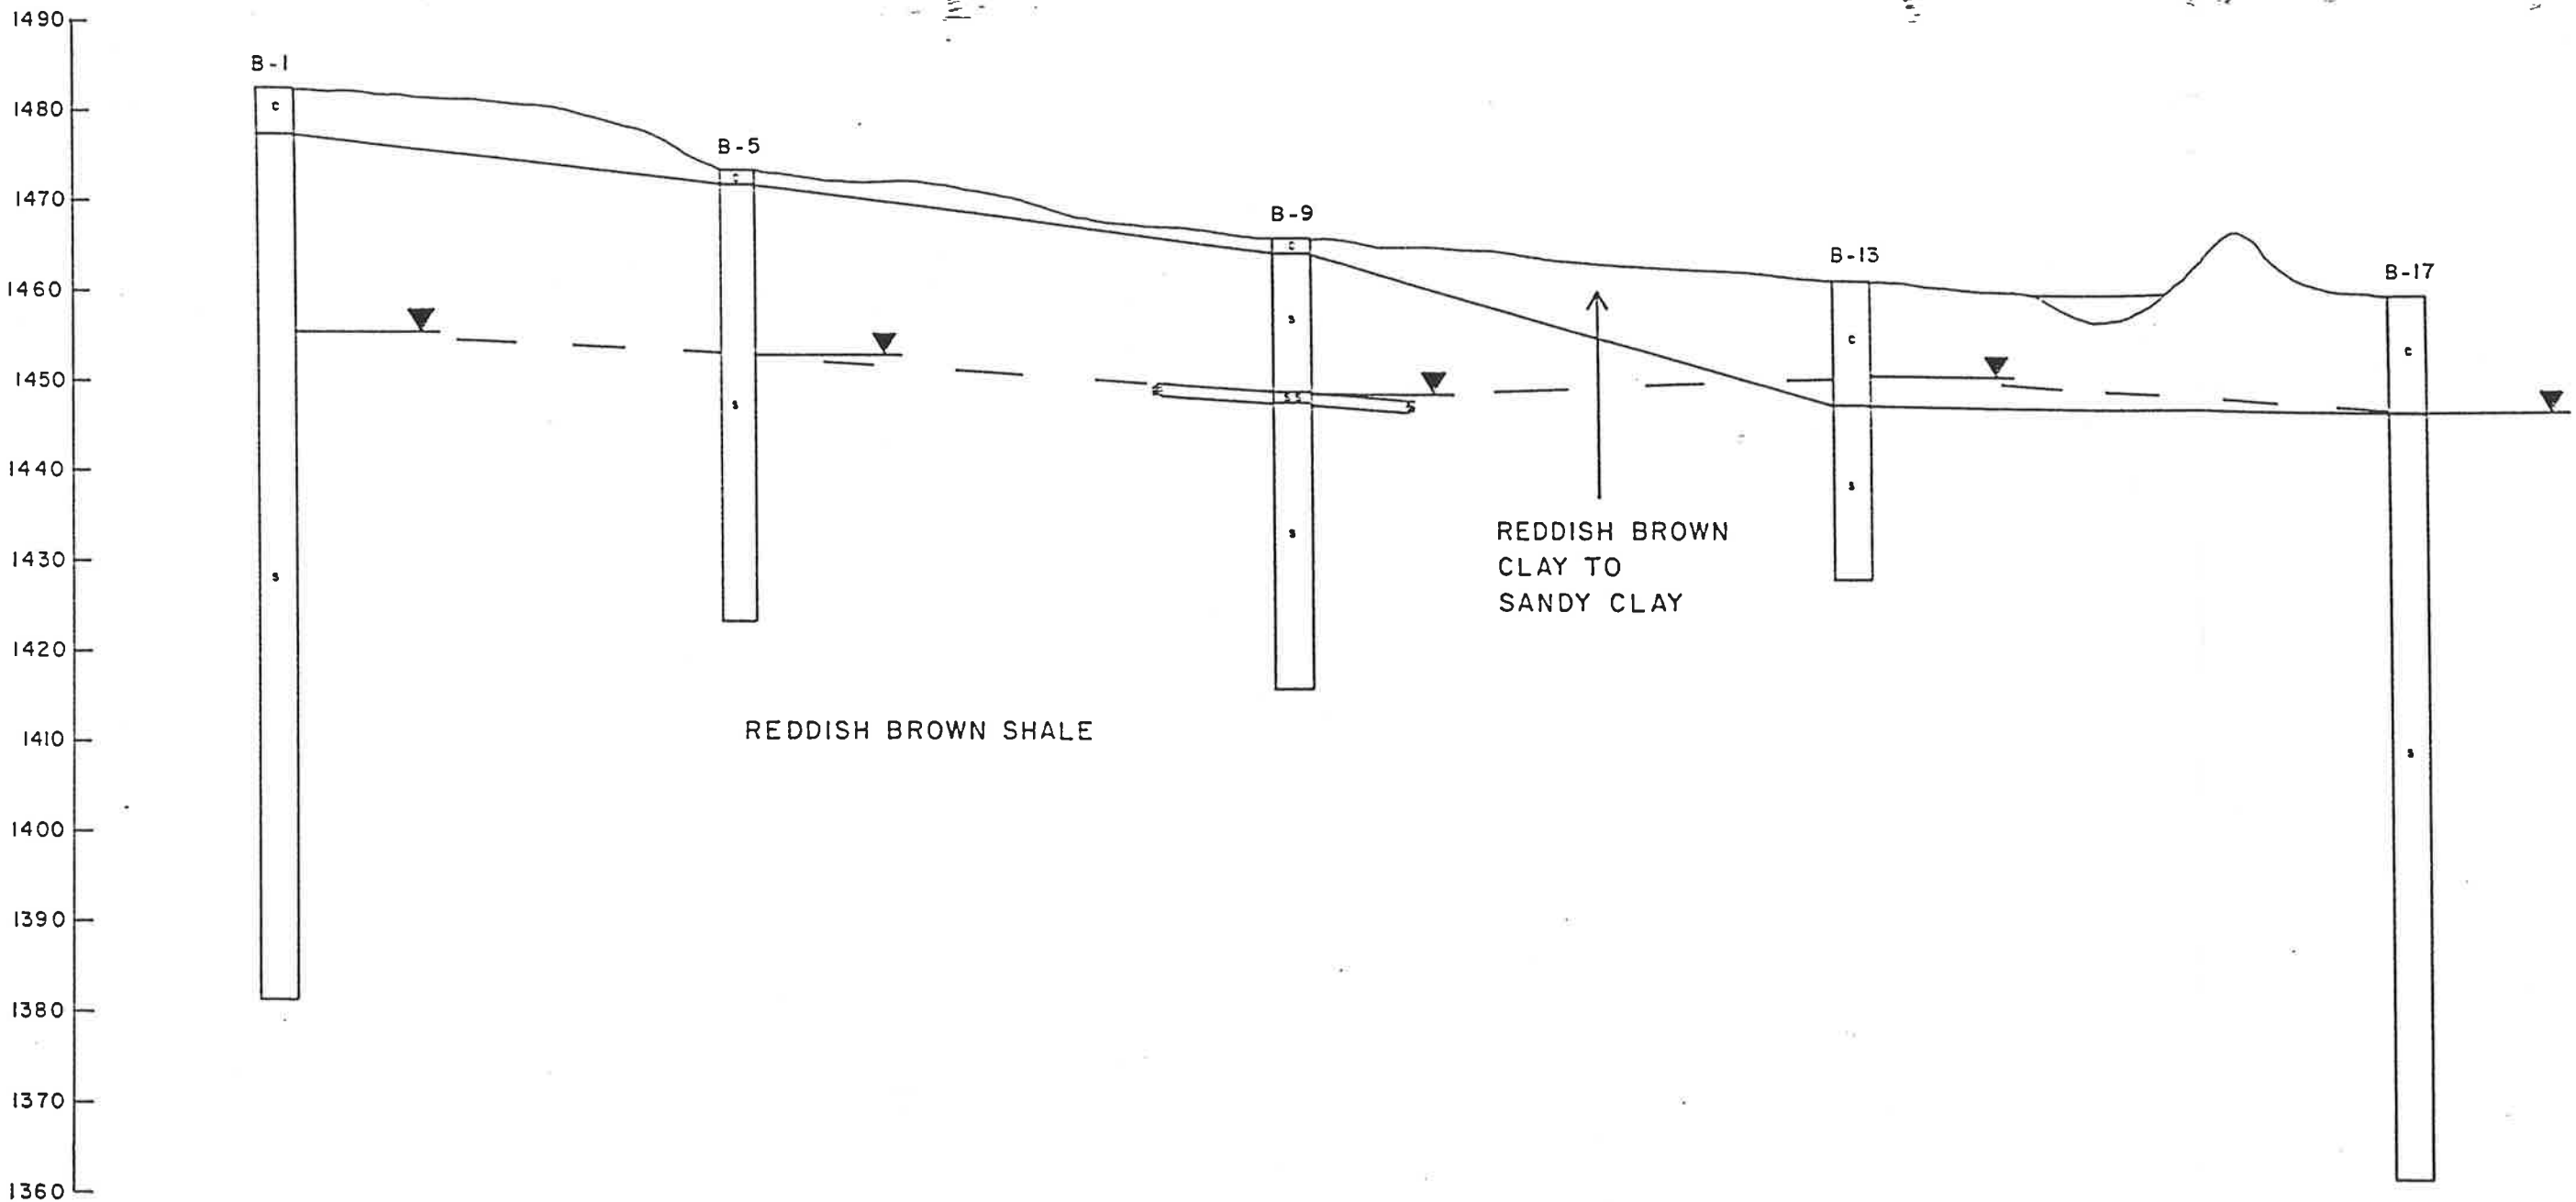 1490
B-1
C
1480
B-5
C
1470
B-9
C
B-13
1460
B-17
S
C
C
1450
S S
S
1440
S
S
REDDISH BROWN
CLAY TO
SANDY CLAY
1430
S
1420
REDDISH BROWN SHALE
1410
S
1400
1390
1380
1370
1360